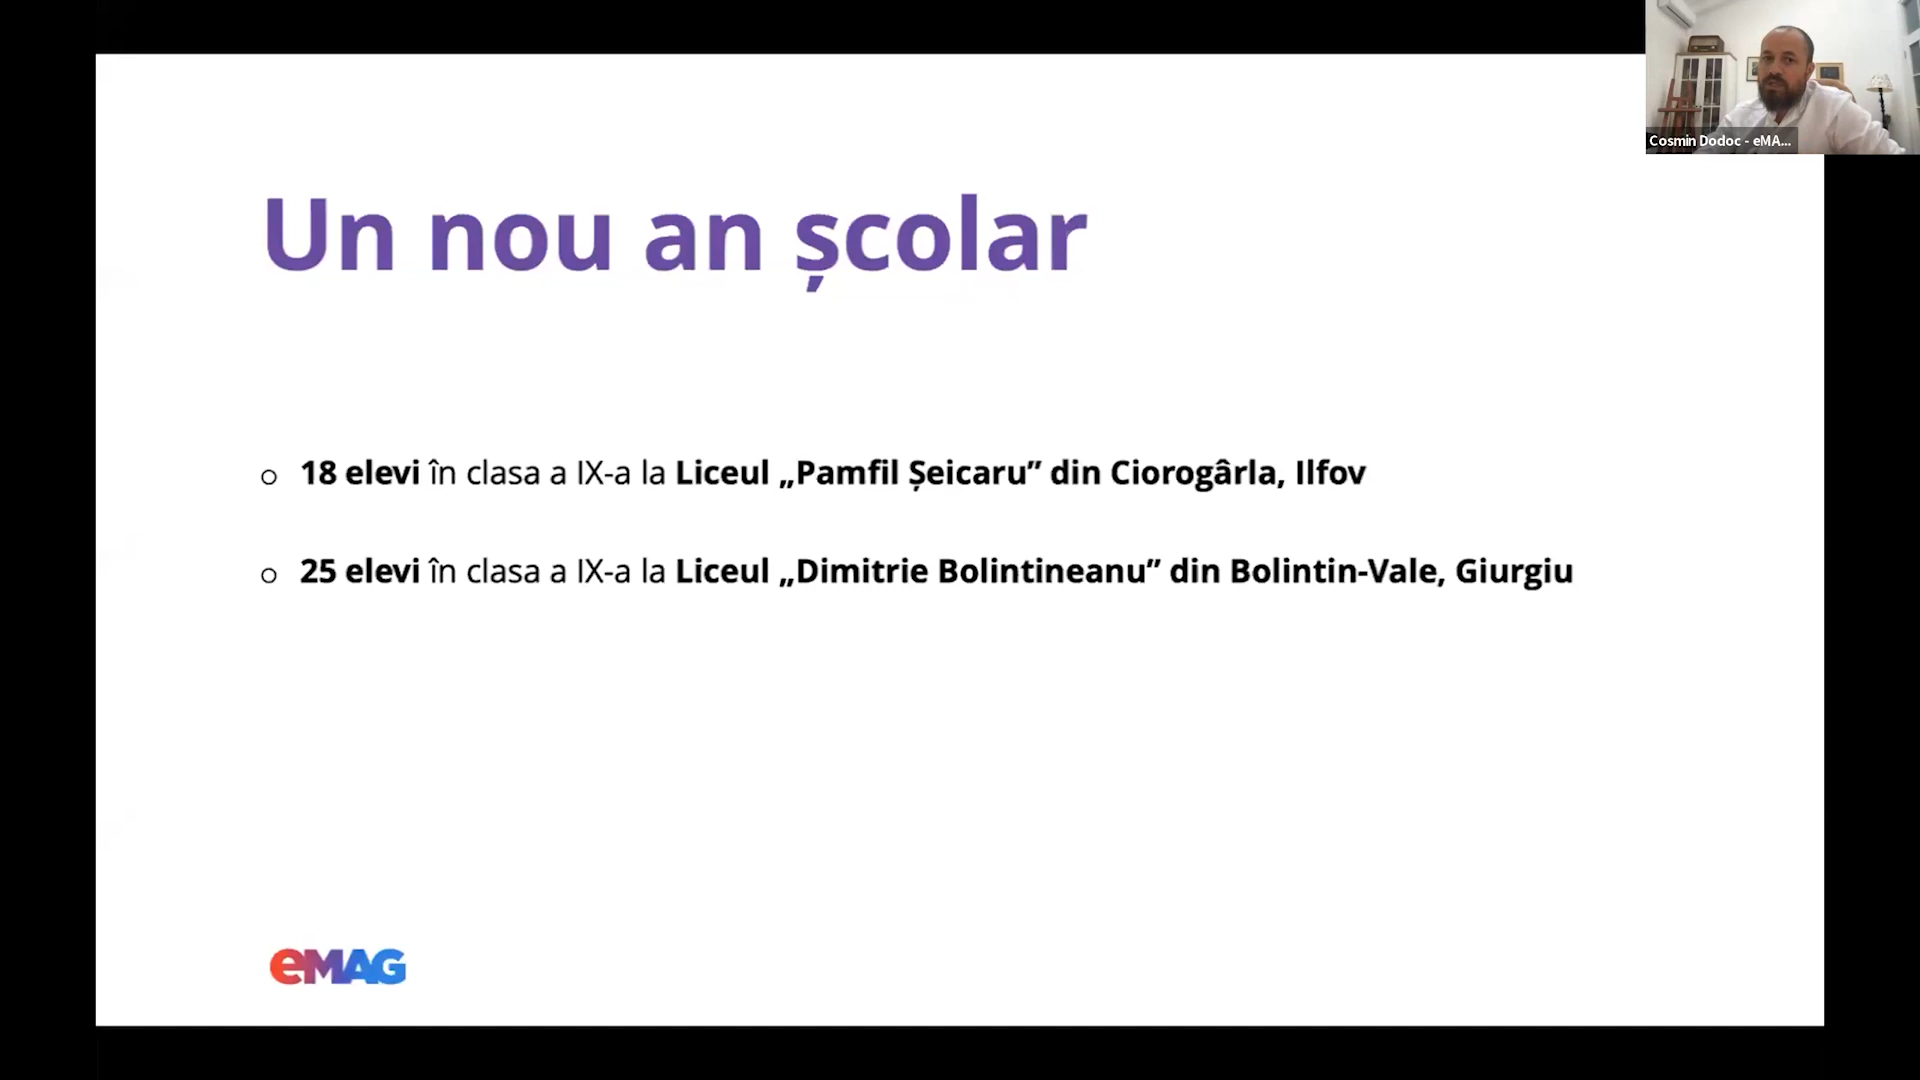 Cosmin Dodoc - eMA...
Un nou an școlar
18 elevi în clasa a IX-a la Liceul „Pamfil Șeicaru” din Ciorogârla, Ilfov
25 elevi în clasa a IX-a la Liceul „Dimitrie Bolintineanu” din Bolintin-Vale, Giurgiu
eMAG